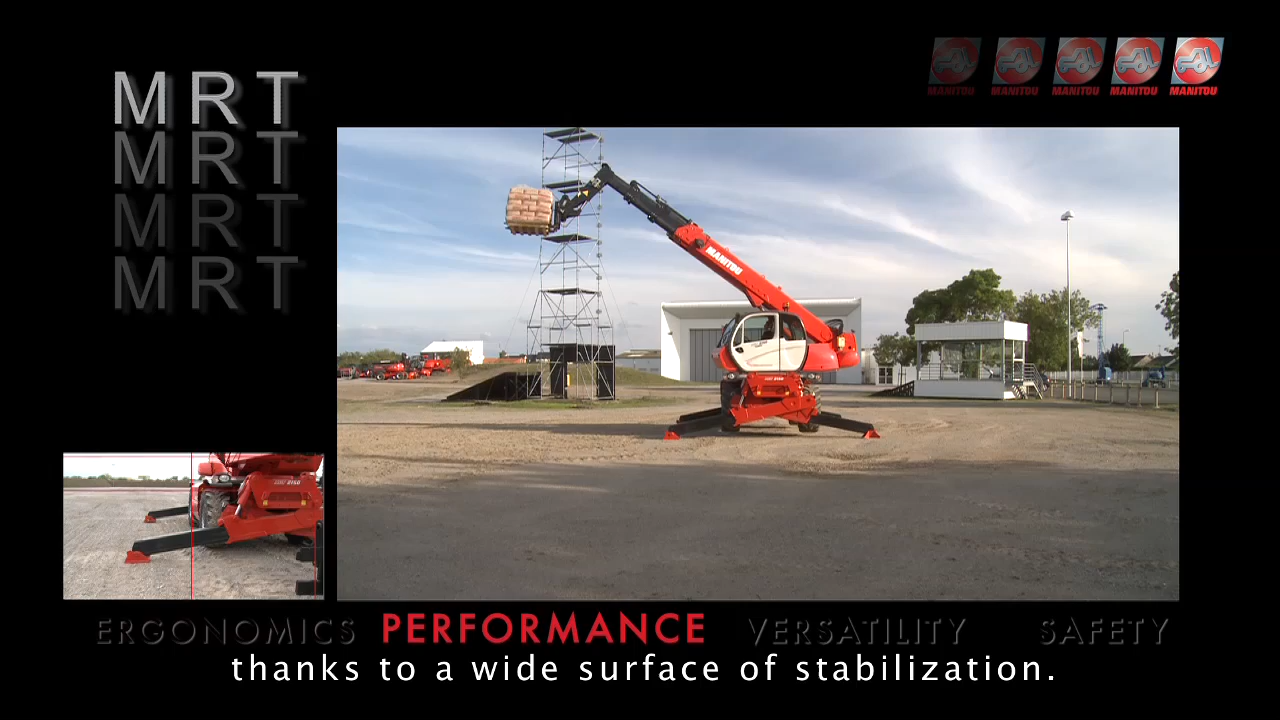 MRT
MRT
MRT
MRT
MANITOU MANITOU MANITOU MANITOU MANITOU
MANITOU
ERGONOMICS PERFORMANCE VERSATILITY SAFETY
thanks to a wide surface of stabilization.